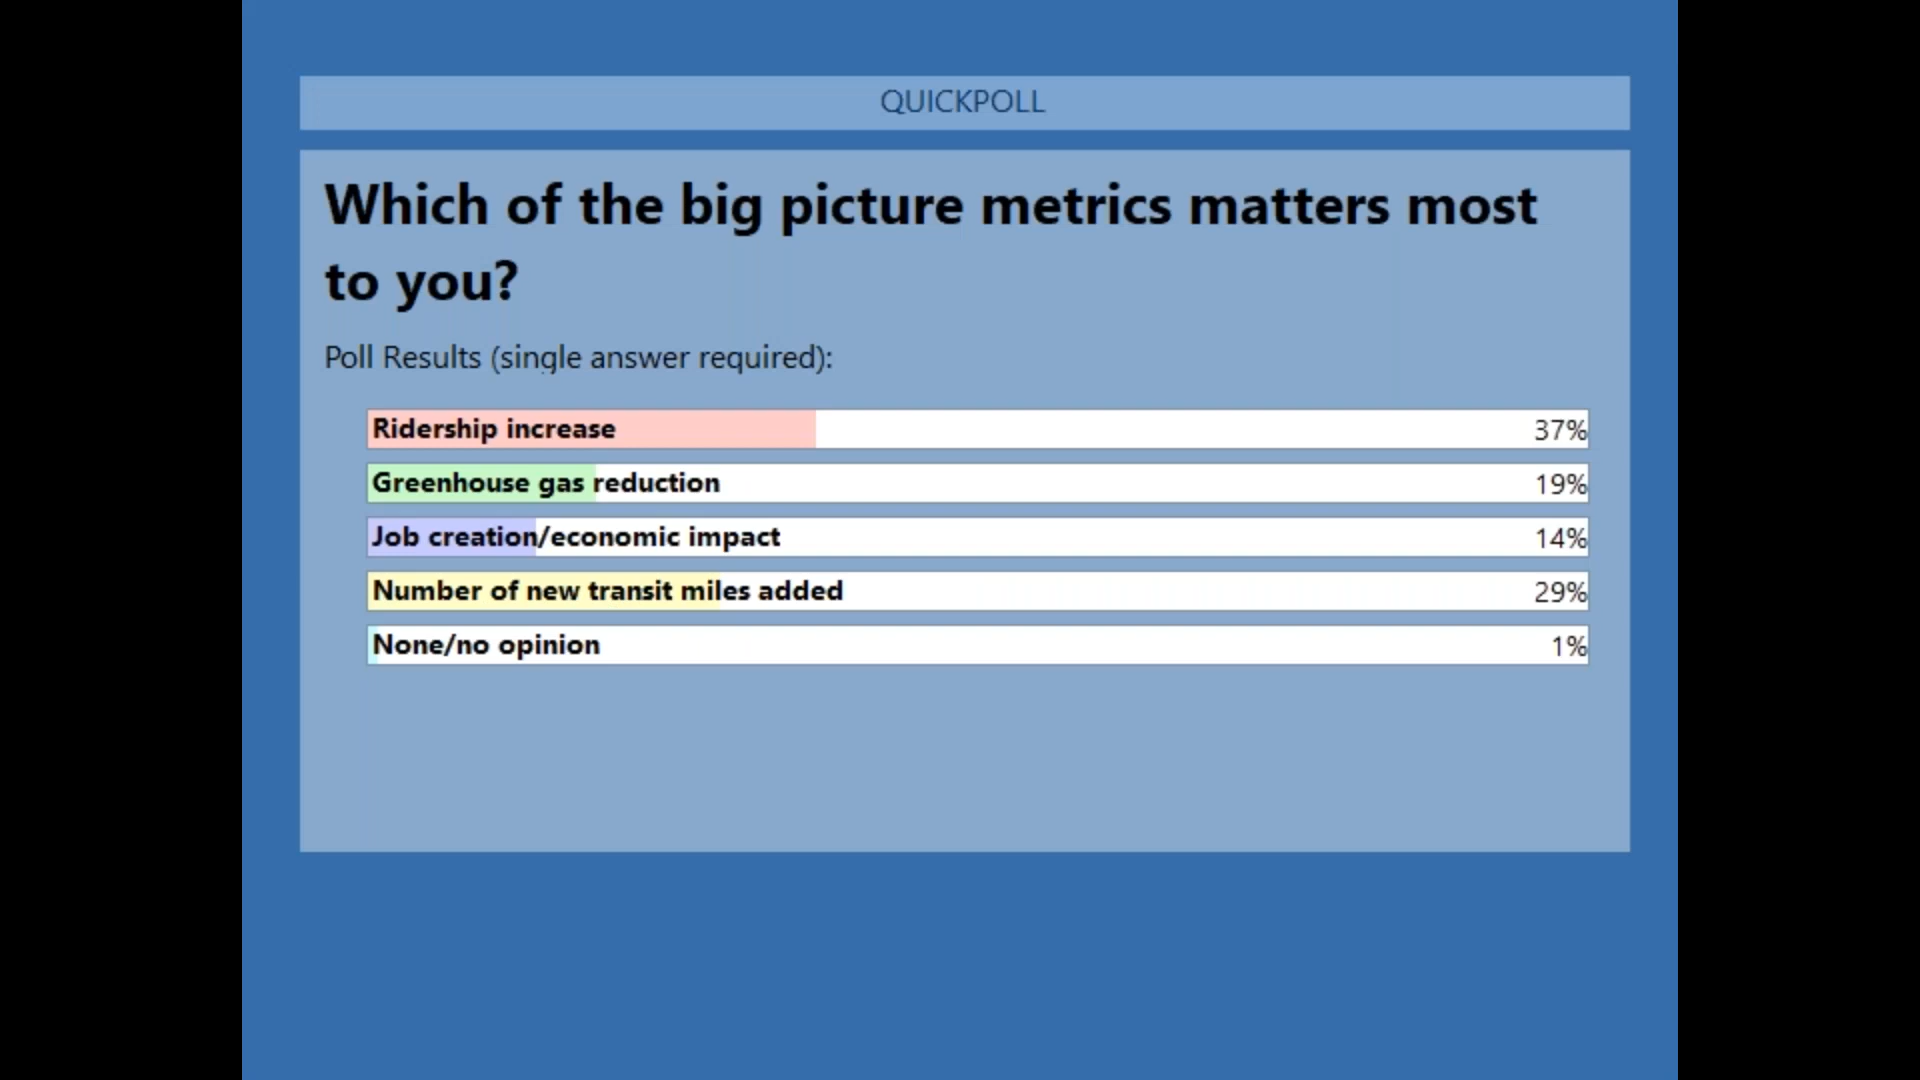 QUICKPOLL
Which of the big picture metrics matters most
to you?
Poll Results (single answer required):
Ridership increase 37%
Greenhouse gas reduction 19%
Job creation/economic impact 14%
Number of new transit miles added 29%
None/no opinion 1%